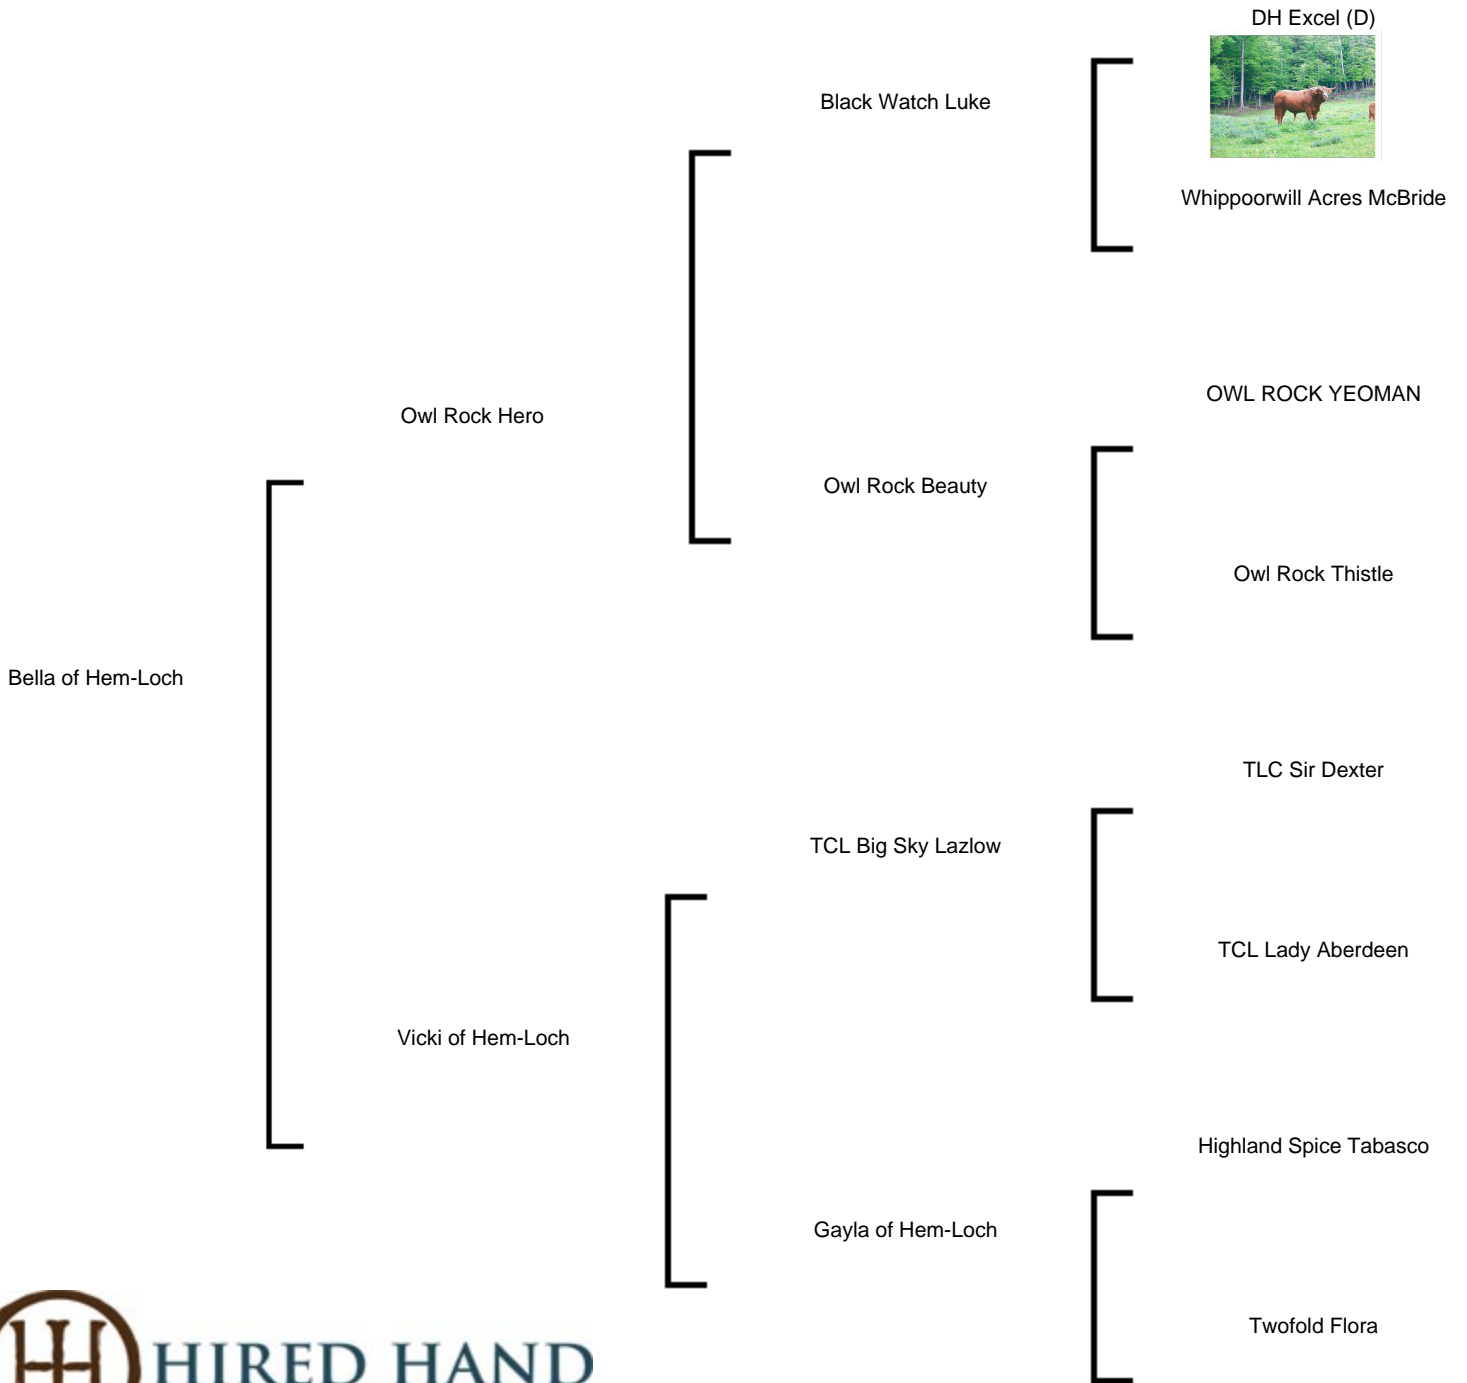 DH Excel (D)
Black Watch Luke
Whippoorwill Acres McBride
Owl Rock Hero
OWL ROCK YEOMAN
Owl Rock Beauty
Owl Rock Thistle
Bella of Hem-Loch
TLC Sir Dexter
TCL Big Sky Lazlow
TCL Lady Aberdeen
Vicki of Hem-Loch
Highland Spice Tabasco
Gayla of Hem-Loch
Twofold Flora
HIRED HAND